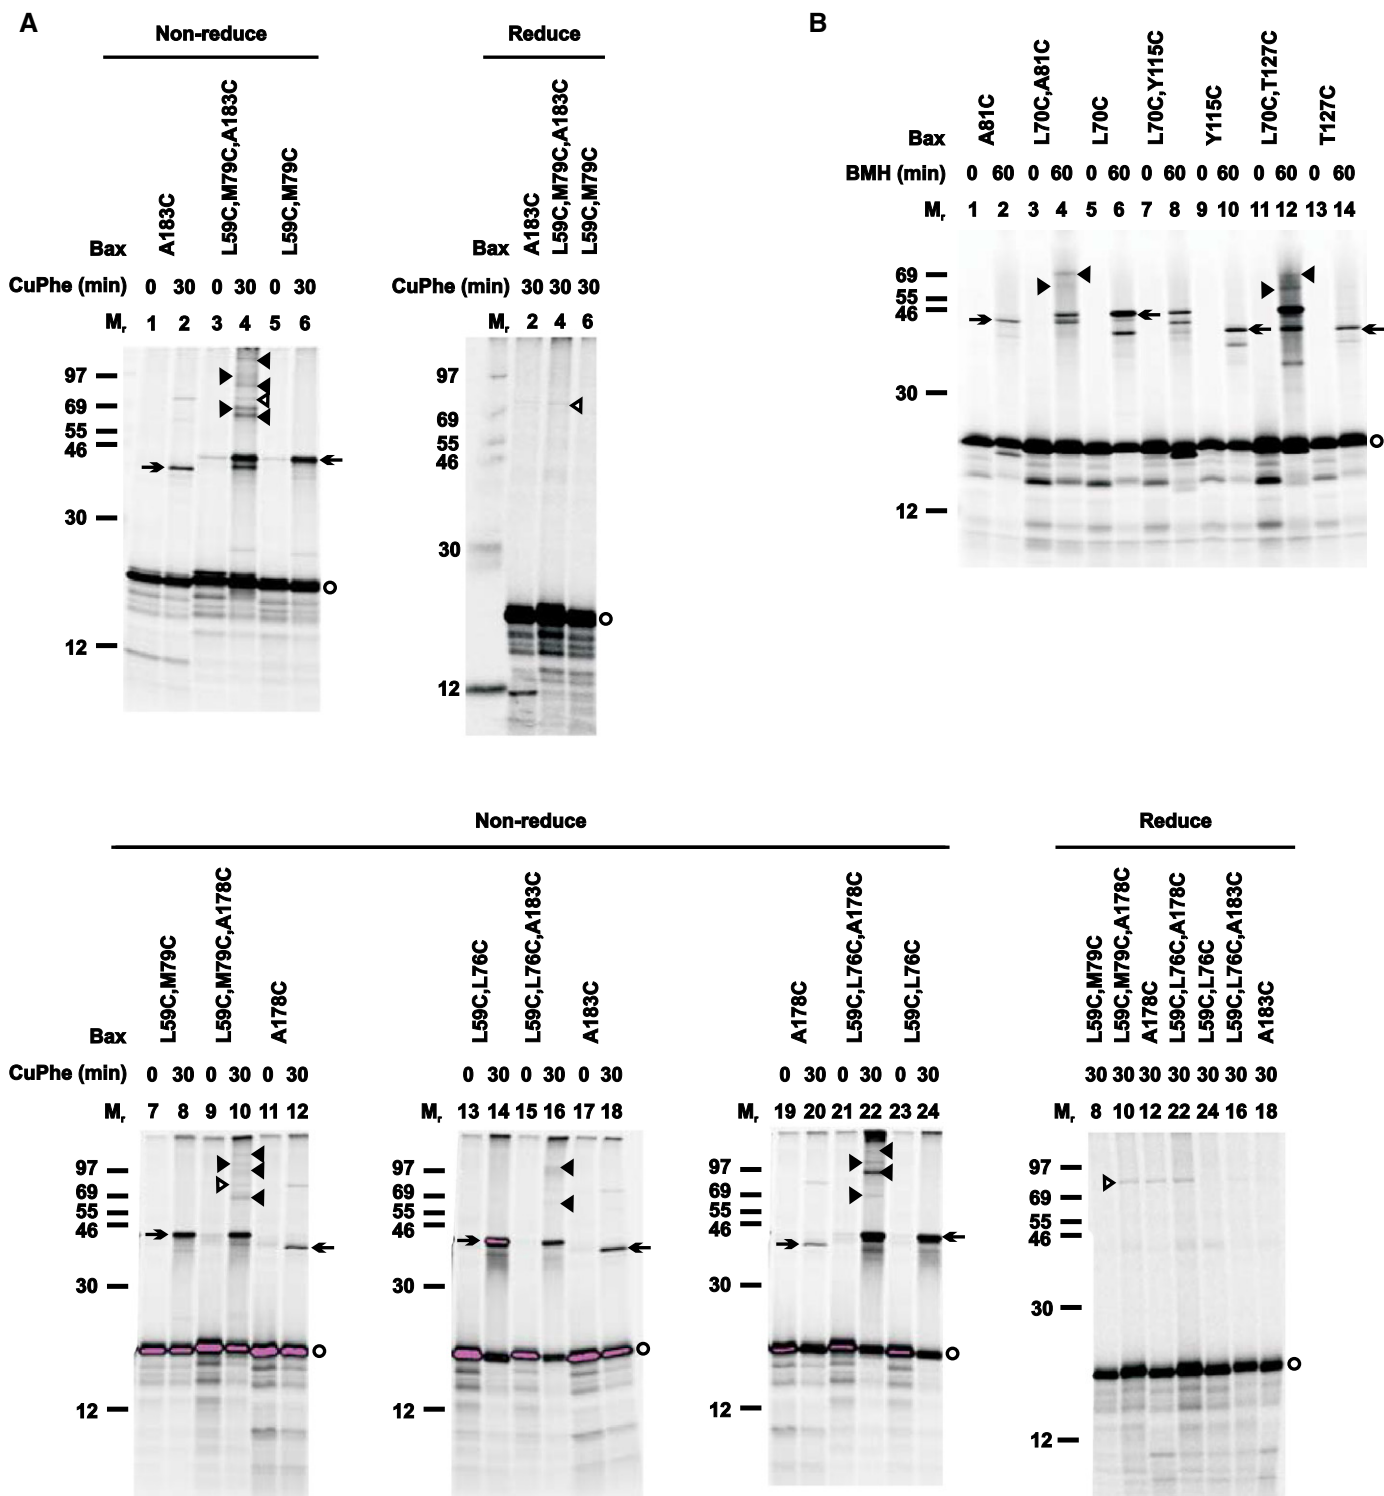 A
Non-reduce
Bax
A183C
L59C,M79C,A183C
L59C,M79C
CuPhe (min) 0 30 0 30 0 30
Mr 1 2 3 4 5 6
97
69
55
46
30
12
Reduce
Bax
A183C
L59C,M79C,A183C
L59C,M79C
CuPhe (min) 30 30 30
Mr 2 4 6
97
69
55
46
30
12
B
Bax
A81C
L70C,A81C
L70C
L70C,Y115C
Y115C
L70C,T127C
T127C
BMH (min) 0 60 0 60 0 60 0 60 0 60 0 60 0 60
Mr 1 2 3 4 5 6 7 8 9 10 11 12 13 14
69
55
46
30
12
Non-reduce
Bax
L59C,M79C
L59C,M79C,A178C
A178C
CuPhe (min) 0 30 0 30 0 30
Mr 7 8 9 10 11 12
97
69
55
46
30
12
L59C,L76C
L59C,L76C,A183C
A183C
0 30 0 30 0 30
Mr 13 14 15 16 17 18
97
69
55
46
30
12
A178C
L59C,L76C,A178C
L59C,L76C
0 30 0 30 0 30
Mr 19 20 21 22 23 24
97
69
55
46
30
12
Reduce
L59C,M79C
L59C,M79C,A178C
A178C
L59C,L76C,A178C
L59C,L76C
L59C,L76C,A183C
A183C
30 30 30 30 30 30 30
Mr 8 10 12 22 24 16 18
97
69
55
46
30
12